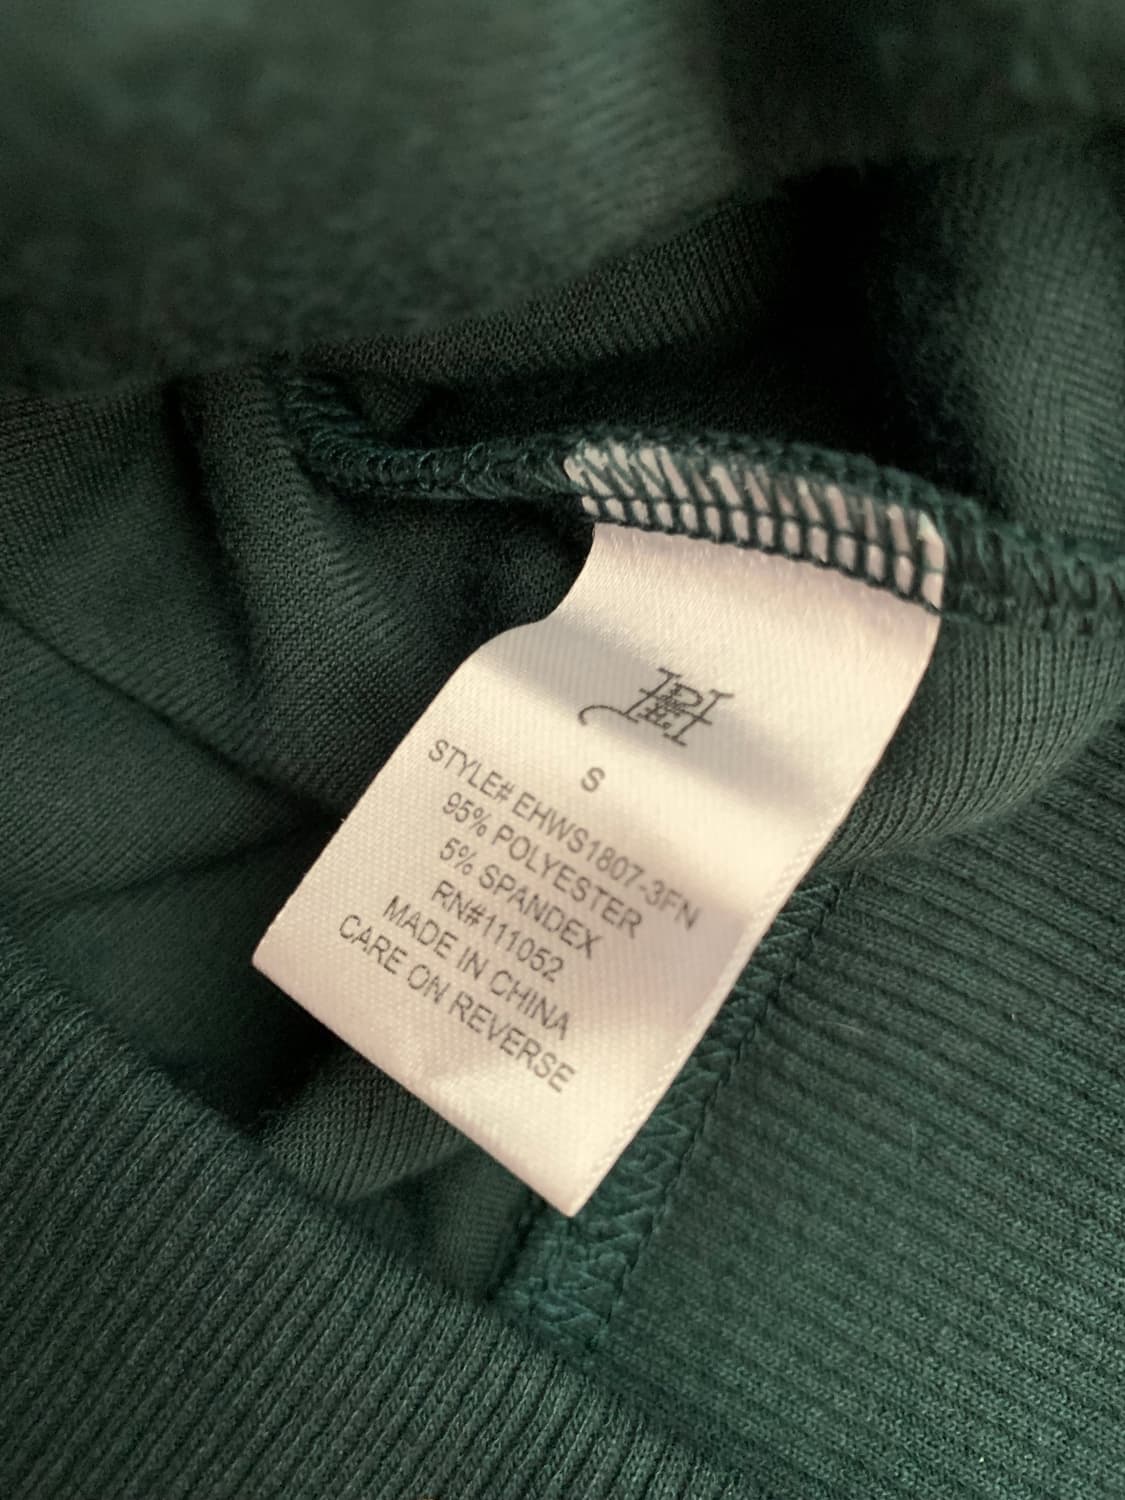 S
STYLE# EHWS1807-3FN
95% POLYESTER
5% SPANDEX
RN#111052
MADE IN CHINA
CARE ON REVERSE